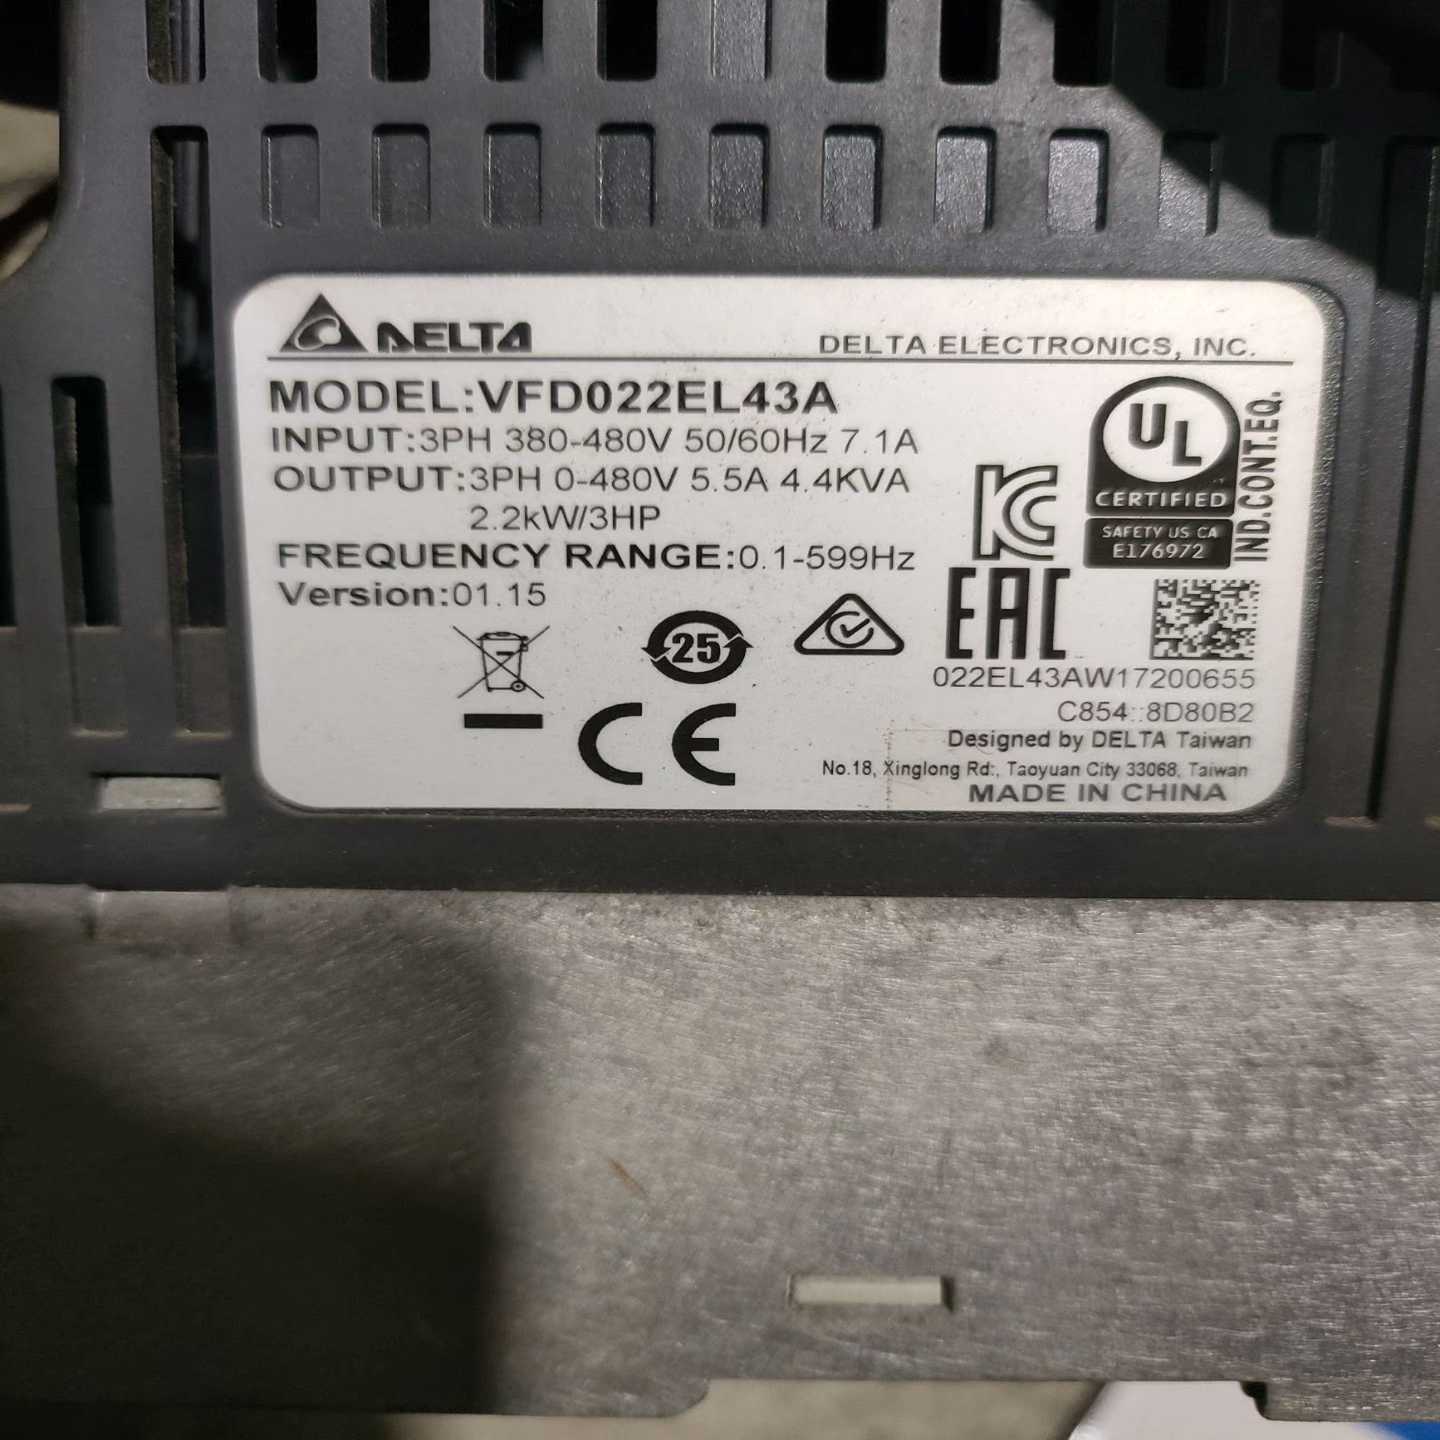 DELTA
DELTA ELECTRONICS, INC.
MODEL:VFD022EL43A
INPUT:3PH 380-480V 50/60Hz 7.1A
OUTPUT:3PH 0-480V 5.5A 4.4KVA
2.2kW/3HP
FREQUENCY RANGE:0.1-599Hz
Version:01.15
UL
CERTIFIED
SAFETY US CA
E176972
IND.CONT.EQ.
KC
EAC
25
CE
022EL43AW17200655
C854::8D80B2
Designed by DELTA Taiwan
No.18, Xinglong Rd:, Taoyuan City 33068, Taiwan
MADE IN CHINA